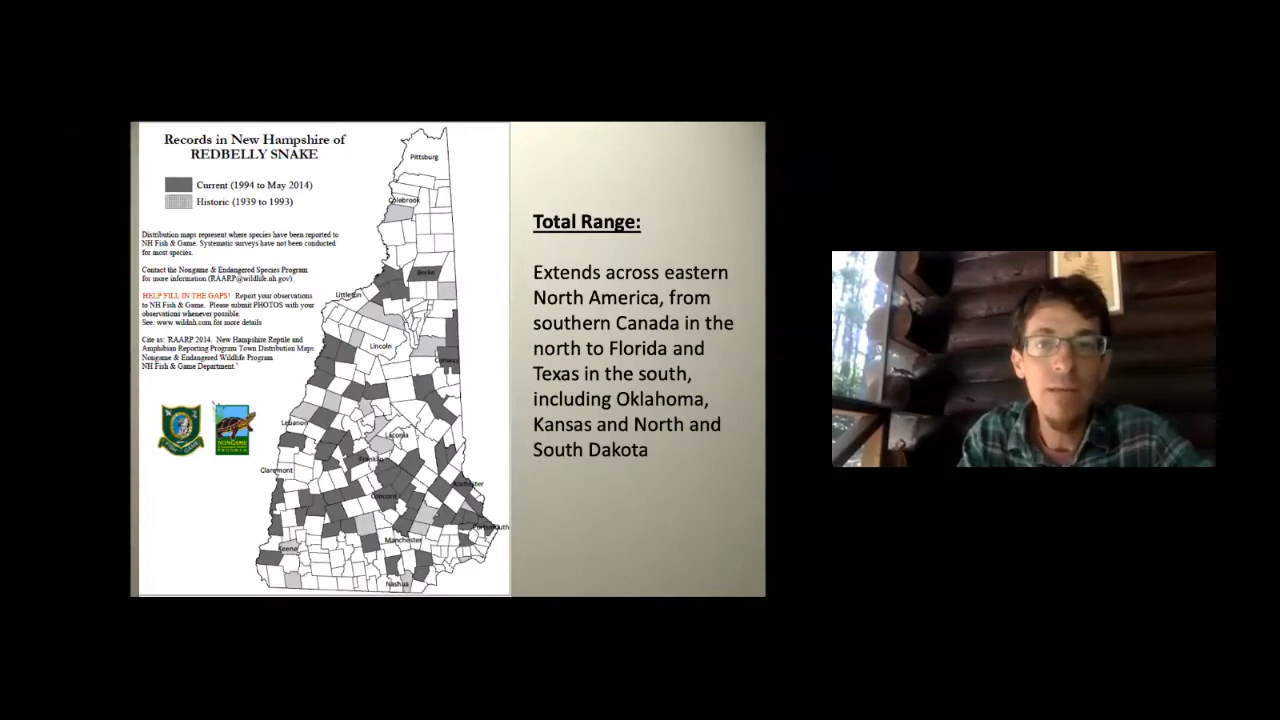 Records in New Hampshire of
REDBELLY SNAKE
Current (1994 to May 2014)
Historic (1939 to 1993)
Distribution maps represent where species have been reported to
NH Fish & Game. Systematic surveys have not been conducted
for most species.
Contact the Nongame & Endangered Species Program
for more information (RAARP@wildlife.nh.gov).
HELP FILL IN THE GAPS! Report your observations
to NH Fish & Game. Please submit PHOTOS with your
observations whenever possible.
See: www.wildnh.com for more details
Cite as: RAARP 2014. New Hampshire Reptile and
Amphibian Reporting Program Town Distribution Maps.
Nongame & Endangered Wildlife Program
NH Fish & Game Department."
NONGAME
PROGRAM
Pittsburg
Colebrook
Berlin
Littleton
Lincoln
Conway
Lebanon
Laconia
Franklin
Claremont
Rochester
Concord
Portsmouth
Manchester
Keene
Nashua
Total Range:
Extends across eastern
North America, from
southern Canada in the
north to Florida and
Texas in the south,
including Oklahoma,
Kansas and North and
South Dakota